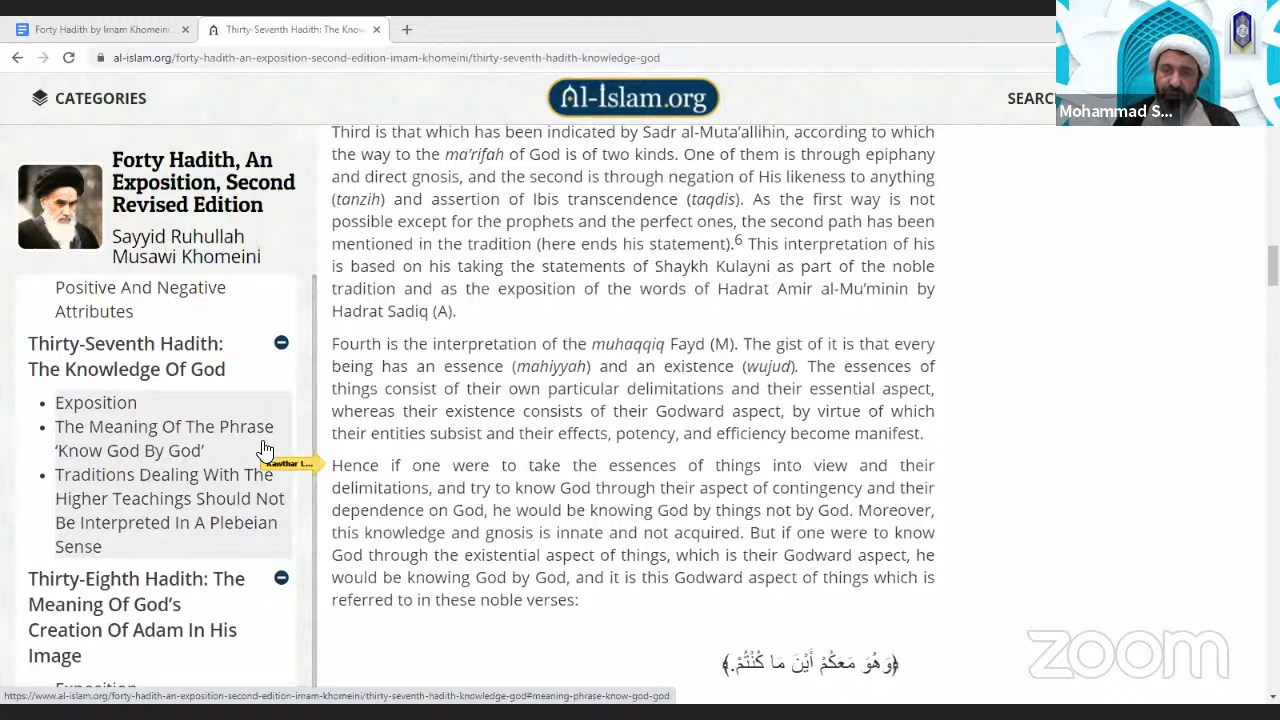 Forty Hadith by Imam Khomeini
Thirty-Seventh Hadith: The Know
al-islam.org/forty-hadith-an-exposition-second-edition-imam-khomeini/thirty-seventh-hadith-knowledge-god
CATEGORIES
Al-Islam.org
SEARC
Mohammad S...
Forty Hadith, An
Exposition, Second
Revised Edition
Sayyid Ruhullah
Musawi Khomeini
Positive And Negative
Attributes
Thirty-Seventh Hadith:
The Knowledge Of God
Exposition
The Meaning Of The Phrase
‘Know God By God’
Traditions Dealing With The
Higher Teachings Should Not
Be Interpreted In A Plebeian
Sense
Thirty-Eighth Hadith: The
Meaning Of God’s
Creation Of Adam In His
Image
Third is that which has been indicated by Sadr al-Muta’allihin, according to which
the way to the ma’rifah of God is of two kinds. One of them is through epiphany
and direct gnosis, and the second is through negation of His likeness to anything
(tanzih) and assertion of Ibis transcendence (taqdis). As the first way is not
possible except for the prophets and the perfect ones, the second path has been
mentioned in the tradition (here ends his statement).6 This interpretation of his
is based on his taking the statements of Shaykh Kulayni as part of the noble
tradition and as the exposition of the words of Hadrat Amir al-Mu’minin by
Hadrat Sadiq (A).
Fourth is the interpretation of the muhaqqiq Fayd (M). The gist of it is that every
being has an essence (mahiyyah) and an existence (wujud). The essences of
things consist of their own particular delimitations and their essential aspect,
whereas their existence consists of their Godward aspect, by virtue of which
their entities subsist and their effects, potency, and efficiency become manifest.
Kawthar L...
Hence if one were to take the essences of things into view and their
delimitations, and try to know God through their aspect of contingency and their
dependence on God, he would be knowing God by things not by God. Moreover,
this knowledge and gnosis is innate and not acquired. But if one were to know
God through the existential aspect of things, which is their Godward aspect, he
would be knowing God by God, and it is this Godward aspect of things which is
referred to in these noble verses:
﴿وَهُوَ مَعَكُمْ أَيْنَ مَا كُنْتُمْ.﴾
zoom
https://www.al-islam.org/forty-hadith-an-exposition-second-edition-imam-khomeini/thirty-seventh-hadith-knowledge-god#meaning-phrase-know-god-god